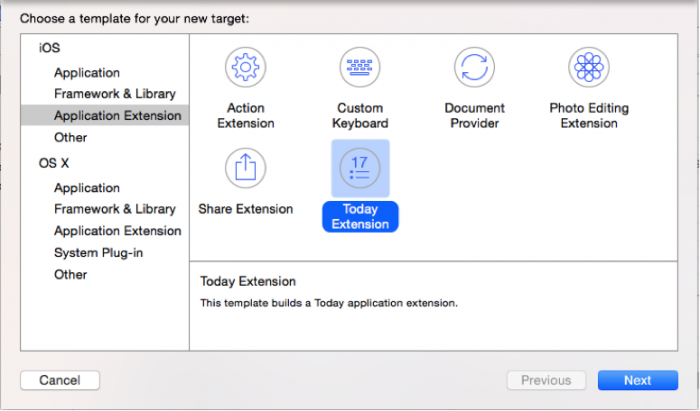 Choose a template for your new target:
iOS
Application
Framework & Library
Application Extension
Other
OS X
Application
Framework & Library
Application Extension
System Plug-in
Other
Action
Extension
Custom
Keyboard
Document
Provider
Photo Editing
Extension
Share Extension
17
Today
Extension
Today Extension
This template builds a Today application extension.
Cancel
Previous
Next